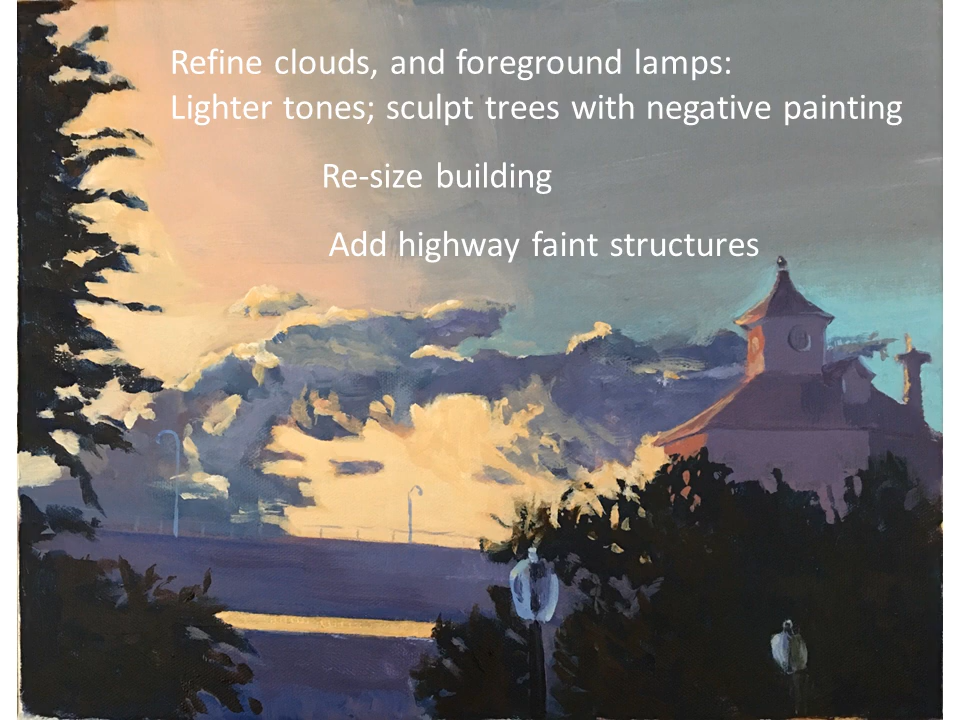 Refine clouds, and foreground lamps:
Lighter tones; sculpt trees with negative painting
Re-size building
Add highway faint structures